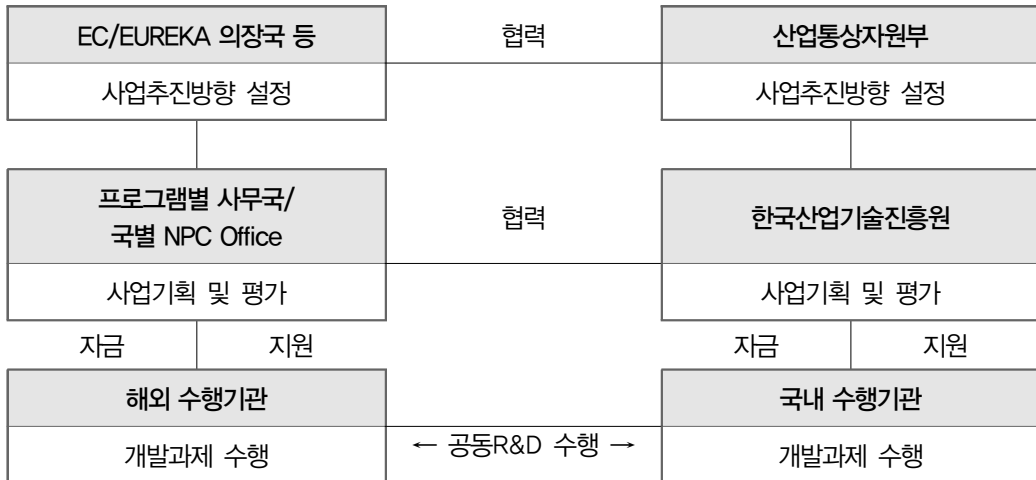 EC/EUREKA 의장국 등
협력
산업통상자원부
사업추진방향 설정
사업추진방향 설정
프로그램별 사무국/
국별 NPC Office
협력
한국산업기술진흥원
사업기획 및 평가
사업기획 및 평가
자금 지원
자금 지원
해외 수행기관
국내 수행기관
개발과제 수행
← 공동R&D 수행 →
개발과제 수행